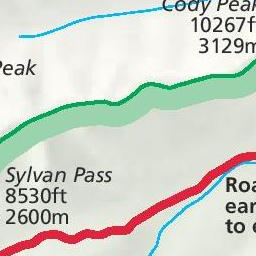 Cody Peak
10267ft
3129m
Peak
Sylvan Pass
8530ft
2600m
Roa
ear
to e